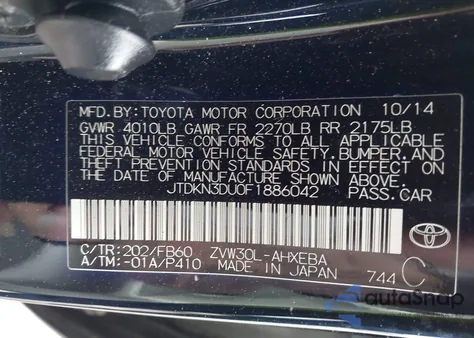 MFD. BY: TOYOTA MOTOR CORPORATION 10/14
GVWR 4010LB GAWR FR 2270LB RR 2175LB
THIS VEHICLE CONFORMS TO ALL APPLICABLE
FEDERAL MOTOR VEHICLE SAFETY, BUMPER, AND
THEFT PREVENTION STANDARDS IN EFFECT ON
THE DATE OF MANUFACTURE SHOWN ABOVE.
JTDKN3DU0F1886042 PASS. CAR
C/TR: 202/FB60 ZVW30L-AHXEBA
A/TM: -01A/P410 MADE IN JAPAN 744 C
TOYOTA
autoSnap